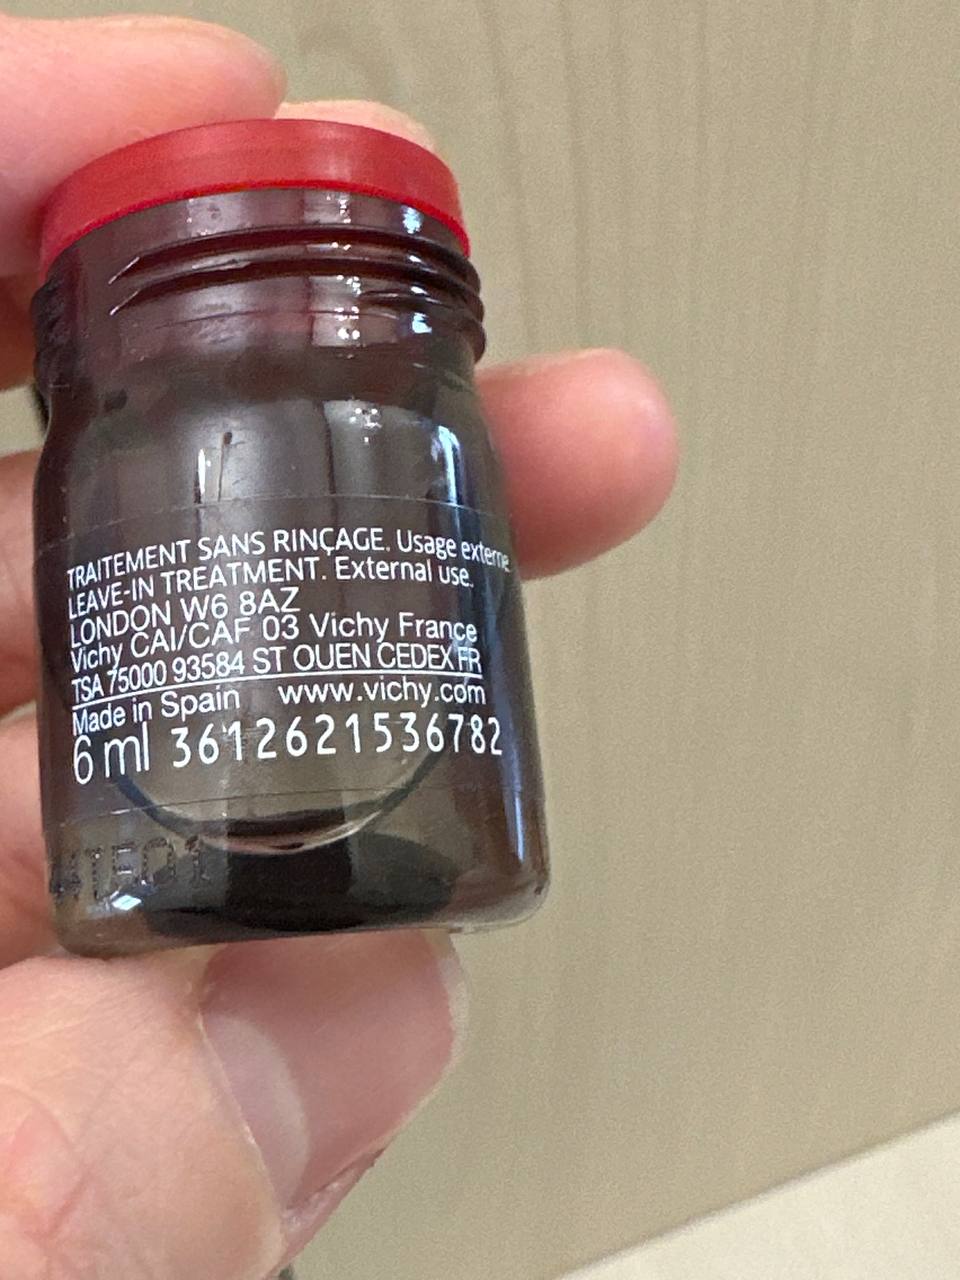 TRAITEMENT SANS RINÇAGE. Usage externe.
LEAVE-IN TREATMENT. External use.
LONDON W6 8AZ
Vichy CAI/CAF 03 Vichy France
TSA 75000 93584 ST OUEN CEDEX FR
Made in Spain www.vichy.com
6 ml 3612621536782